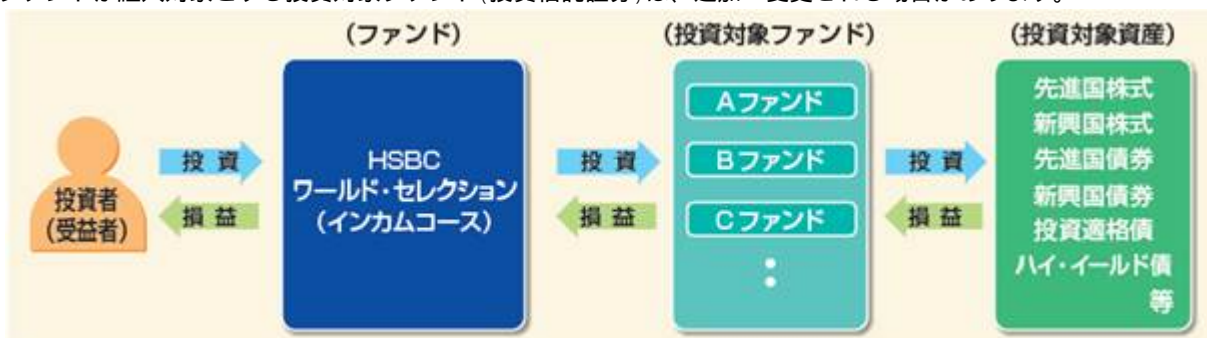 (ファンド)
(投資対象ファンド)
(投資対象資産)
投資者
(受益者)
投 資
損 益
HSBC
ワールド・セレクション
(インカムコース)
投 資
損 益
Aファンド
Bファンド
Cファンド
:
投 資
損 益
先進国株式
新興国株式
先進国債券
新興国債券
投資適格債
ハイ・イールド債
等